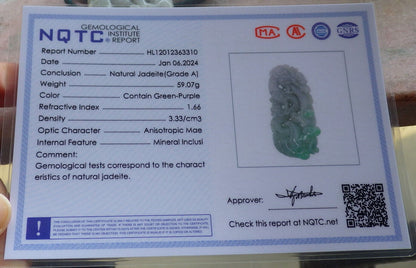 NQTC GEMOLOGICAL INSTITUTE REPORT
MA GNBS
Report Number HL12012363310
Date Jan 06,2024
Conclusion Natural Jadeite(Grade A)
Weight 59.07g
Color Contain Green-Purple
Refractive Index 1.66
Density 3.33/cm3
Optic Character Anisotropic Mae
Internal Feature Mineral Inclusi
Comment:
Gemological tests correspond to the charact
eristics of natural jadeite.
Approver:
Check this report at NQTC.net